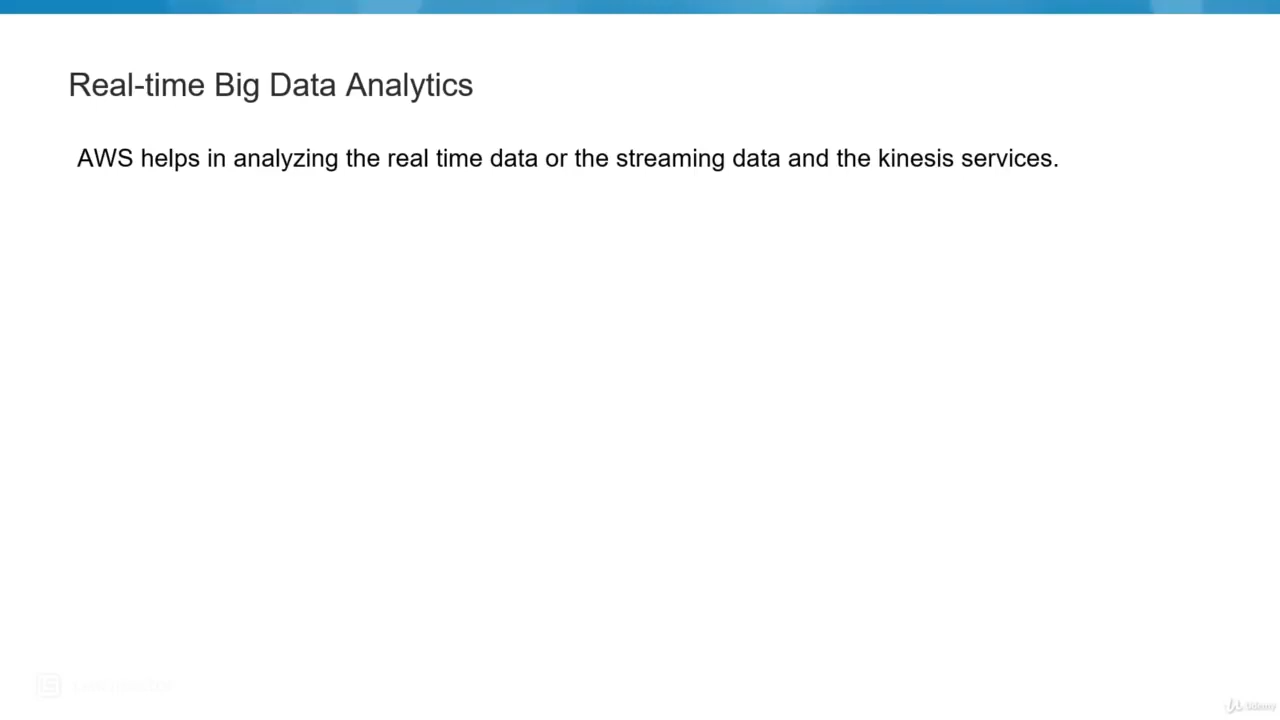 Real-time Big Data Analytics
AWS helps in analyzing the real time data or the streaming data and the kinesis services.
Udemy